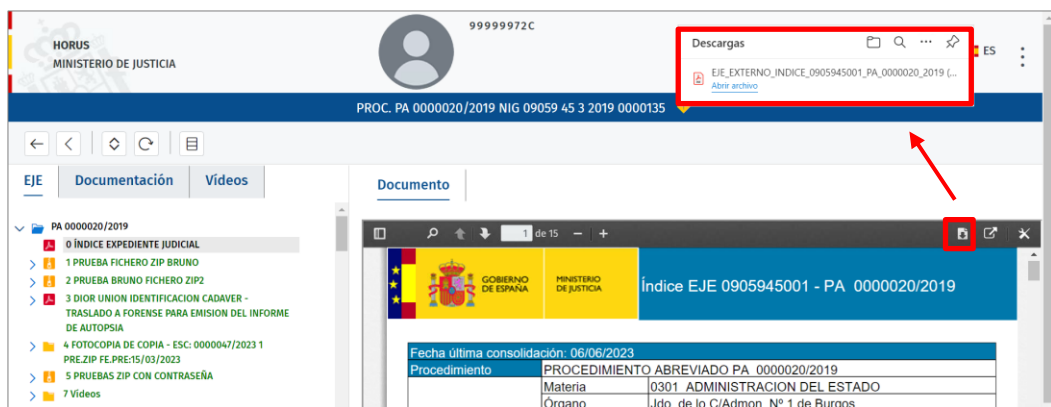 99999972C
HORUS
MINISTERIO DE JUSTICIA
Descargas
EJE_EXTERNO_INDICE_0905945001_PA_0000020_2019 (...
Abrir archivo
ES
PROC. PA 0000020/2019 NIG 09059 45 3 2019 0000135
EJE Documentación Vídeos
Documento
PA 0000020/2019
0 ÍNDICE EXPEDIENTE JUDICIAL
1 PRUEBA FICHERO ZIP BRUNO
2 PRUEBA BRUNO FICHERO ZIP2
3 DIOR UNION IDENTIFICACION CADAVER -
TRASLADO A FORENSE PARA EMISION DEL INFORME
DE AUTOPSIA
4 FOTOCOPIA DE COPIA - ESC: 0000047/2023 1
PRE.ZIP FE.PRE:15/03/2023
5 PRUEBAS ZIP CON CONTRASEÑA
7 Vídeos
1 de 15
GOBIERNO
DE ESPAÑA
MINISTERIO
DE JUSTICIA
Índice EJE 0905945001 - PA 0000020/2019
Fecha última consolidación: 06/06/2023
Procedimiento PROCEDIMIENTO ABREVIADO PA 0000020/2019
Materia 0301 ADMINISTRACION DEL ESTADO
Órgano Jdo. de lo C/Admon. Nº 1 de Burgos